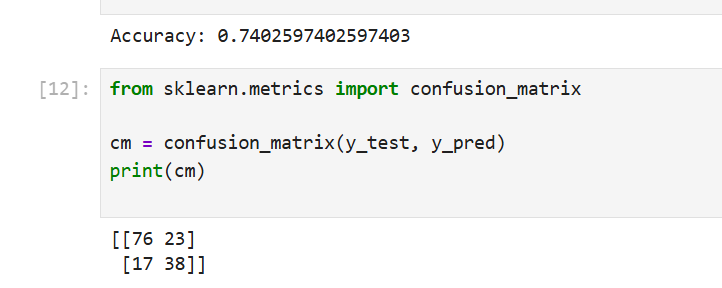 Accuracy: 0.7402597402597403
[12]:
from sklearn.metrics import confusion_matrix
cm = confusion_matrix(y_test, y_pred)
print(cm)
[[76 23]
[17 38]]